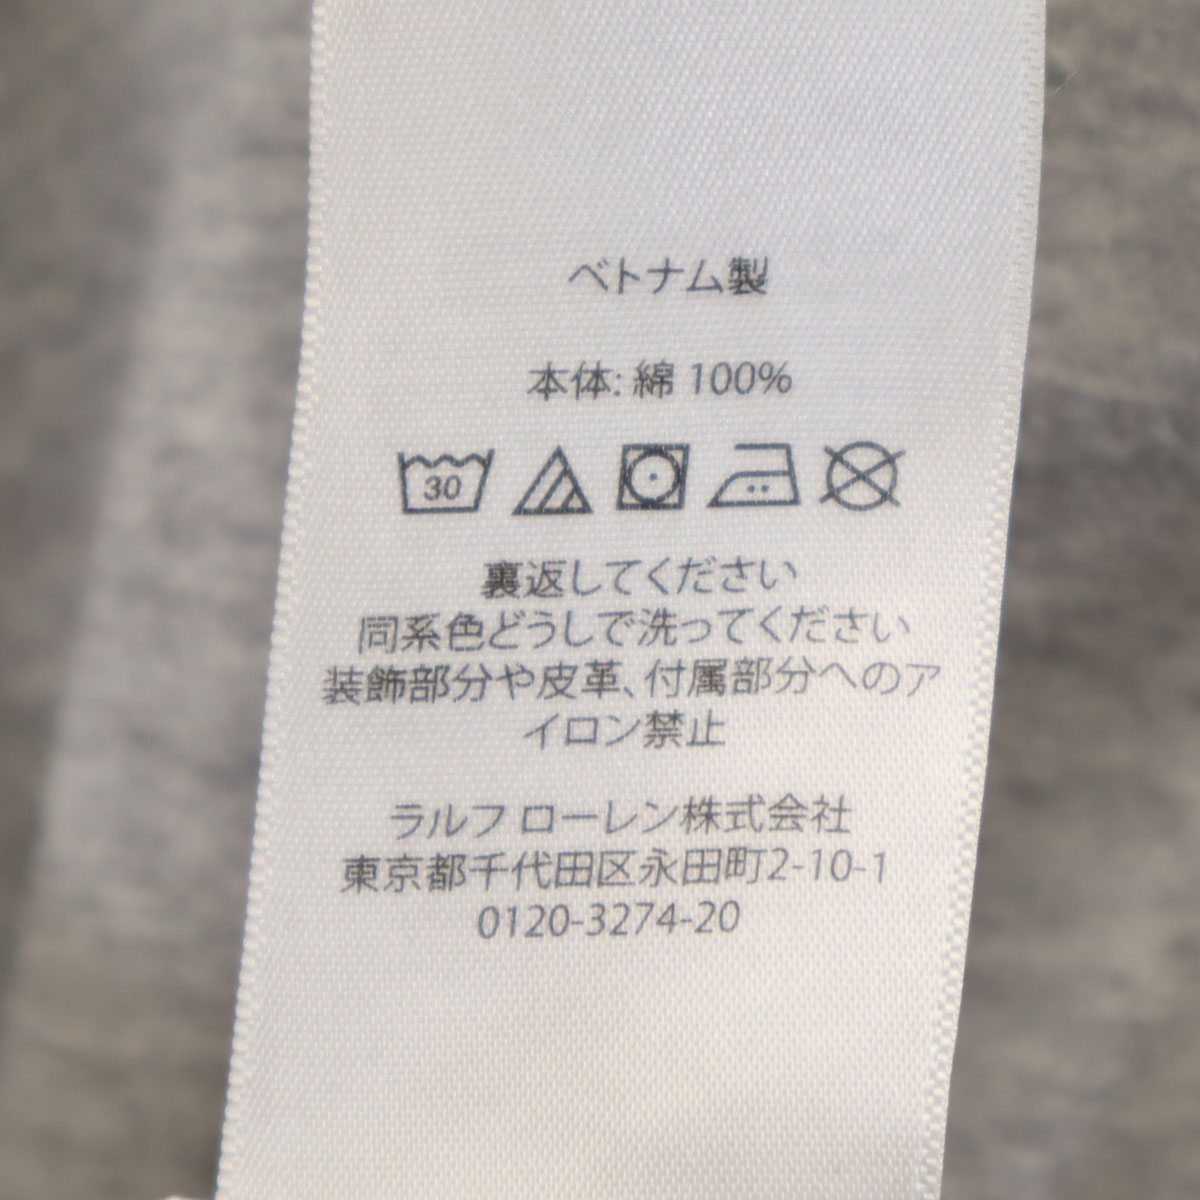 ベトナム製
本体: 綿 100%
30
裏返してください
同系色どうしで洗ってください
装飾部分や皮革、付属部分へのア
イロン禁止
ラルフ ローレン株式会社
東京都千代田区永田町2-10-1
0120-3274-20